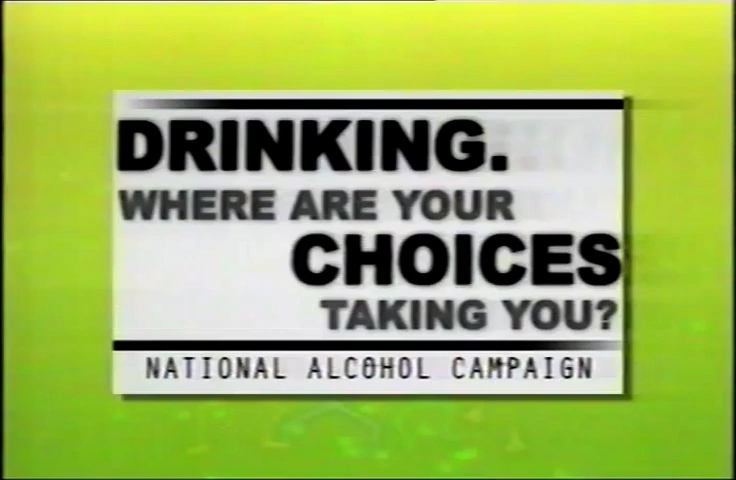 DRINKING.
WHERE ARE YOUR
CHOICES
TAKING YOU?
NATIONAL ALCOHOL CAMPAIGN